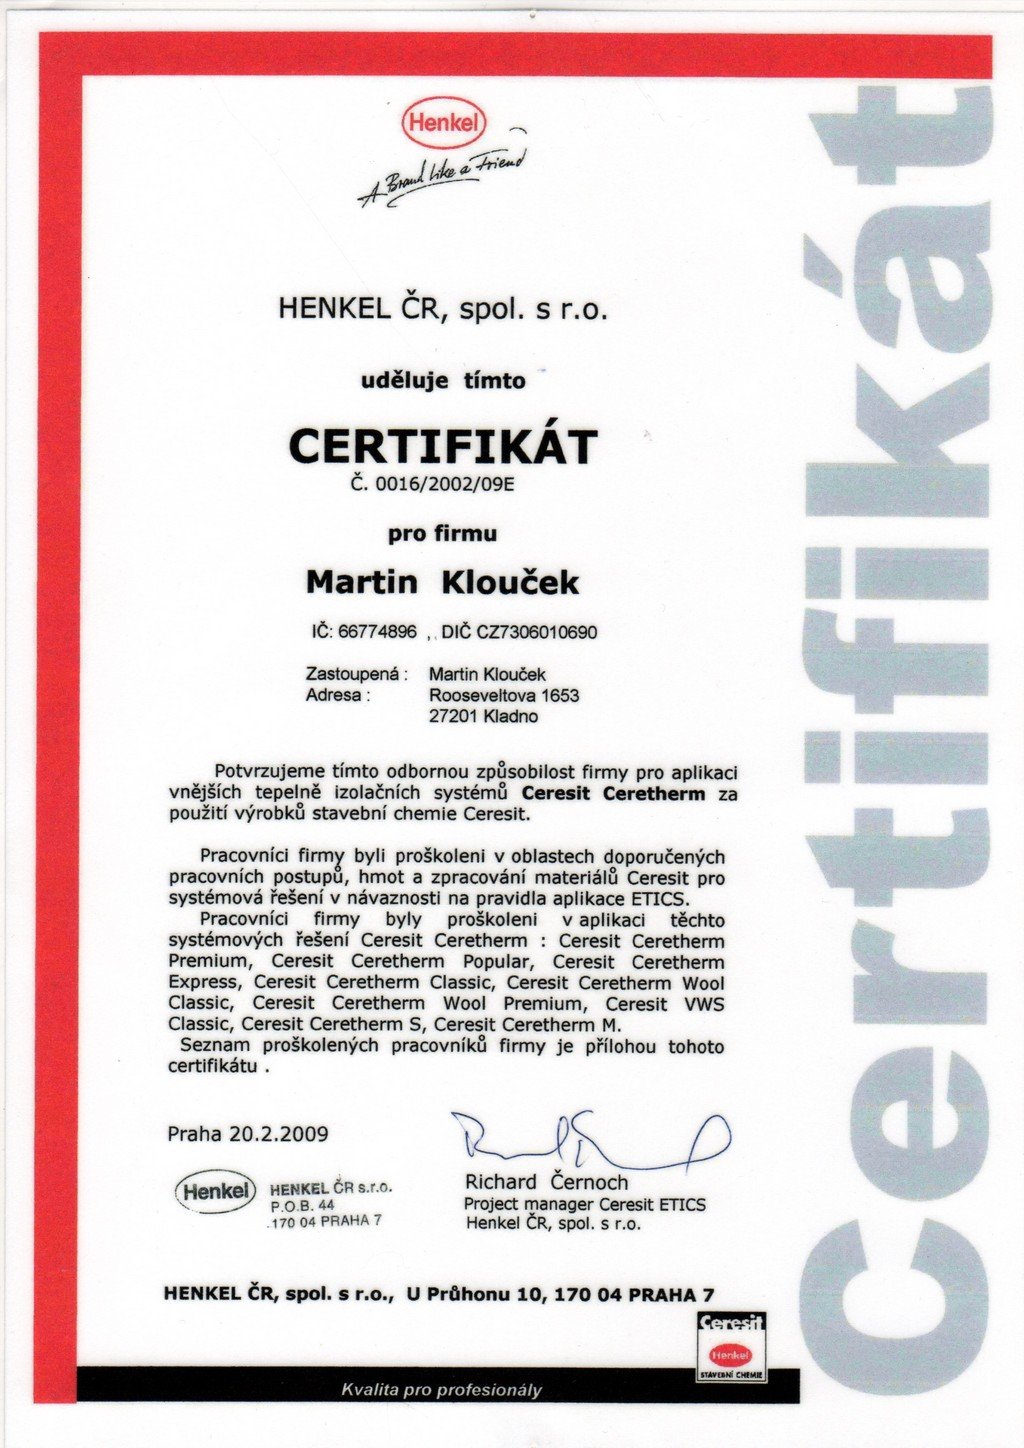 Henkel
A Brand like a Friend
HENKEL ČR, spol. s r.o.
uděluje tímto
CERTIFIKÁT
Č. 0016/2002/09E
pro firmu
Martin Klouček
IČ: 66774896 , DIČ CZ7306010690
Zastoupená : Martin Klouček
Adresa : Rooseveltova 1653
27201 Kladno
Potvrzujeme tímto odbornou způsobilost firmy pro aplikaci
vnějších tepelně izolačních systémů Ceresit Ceretherm za
použití výrobků stavební chemie Ceresit.
Pracovníci firmy byli proškoleni v oblastech doporučených
pracovních postupů, hmot a zpracování materiálů Ceresit pro
systémová řešení v návaznosti na pravidla aplikace ETICS.
Pracovníci firmy byly proškoleni v aplikaci těchto
systémových řešení Ceresit Ceretherm : Ceresit Ceretherm
Premium, Ceresit Ceretherm Popular, Ceresit Ceretherm
Express, Ceresit Ceretherm Classic, Ceresit Ceretherm Wool
Classic, Ceresit Ceretherm Wool Premium, Ceresit VWS
Classic, Ceresit Ceretherm S, Ceresit Ceretherm M.
Seznam proškolených pracovníků firmy je přílohou tohoto
certifikátu .
Praha 20.2.2009
Henkel
HENKEL ČR s.r.o.
P.O.B. 44
170 04 PRAHA 7
Richard Černoch
Project manager Ceresit ETICS
Henkel ČR, spol. s r.o.
HENKEL ČR, spol. s r.o., U Průhonu 10, 170 04 PRAHA 7
Ceresit
Henkel
STAVEBNÍ CHEMIE
Kvalita pro profesionály
Certifikát